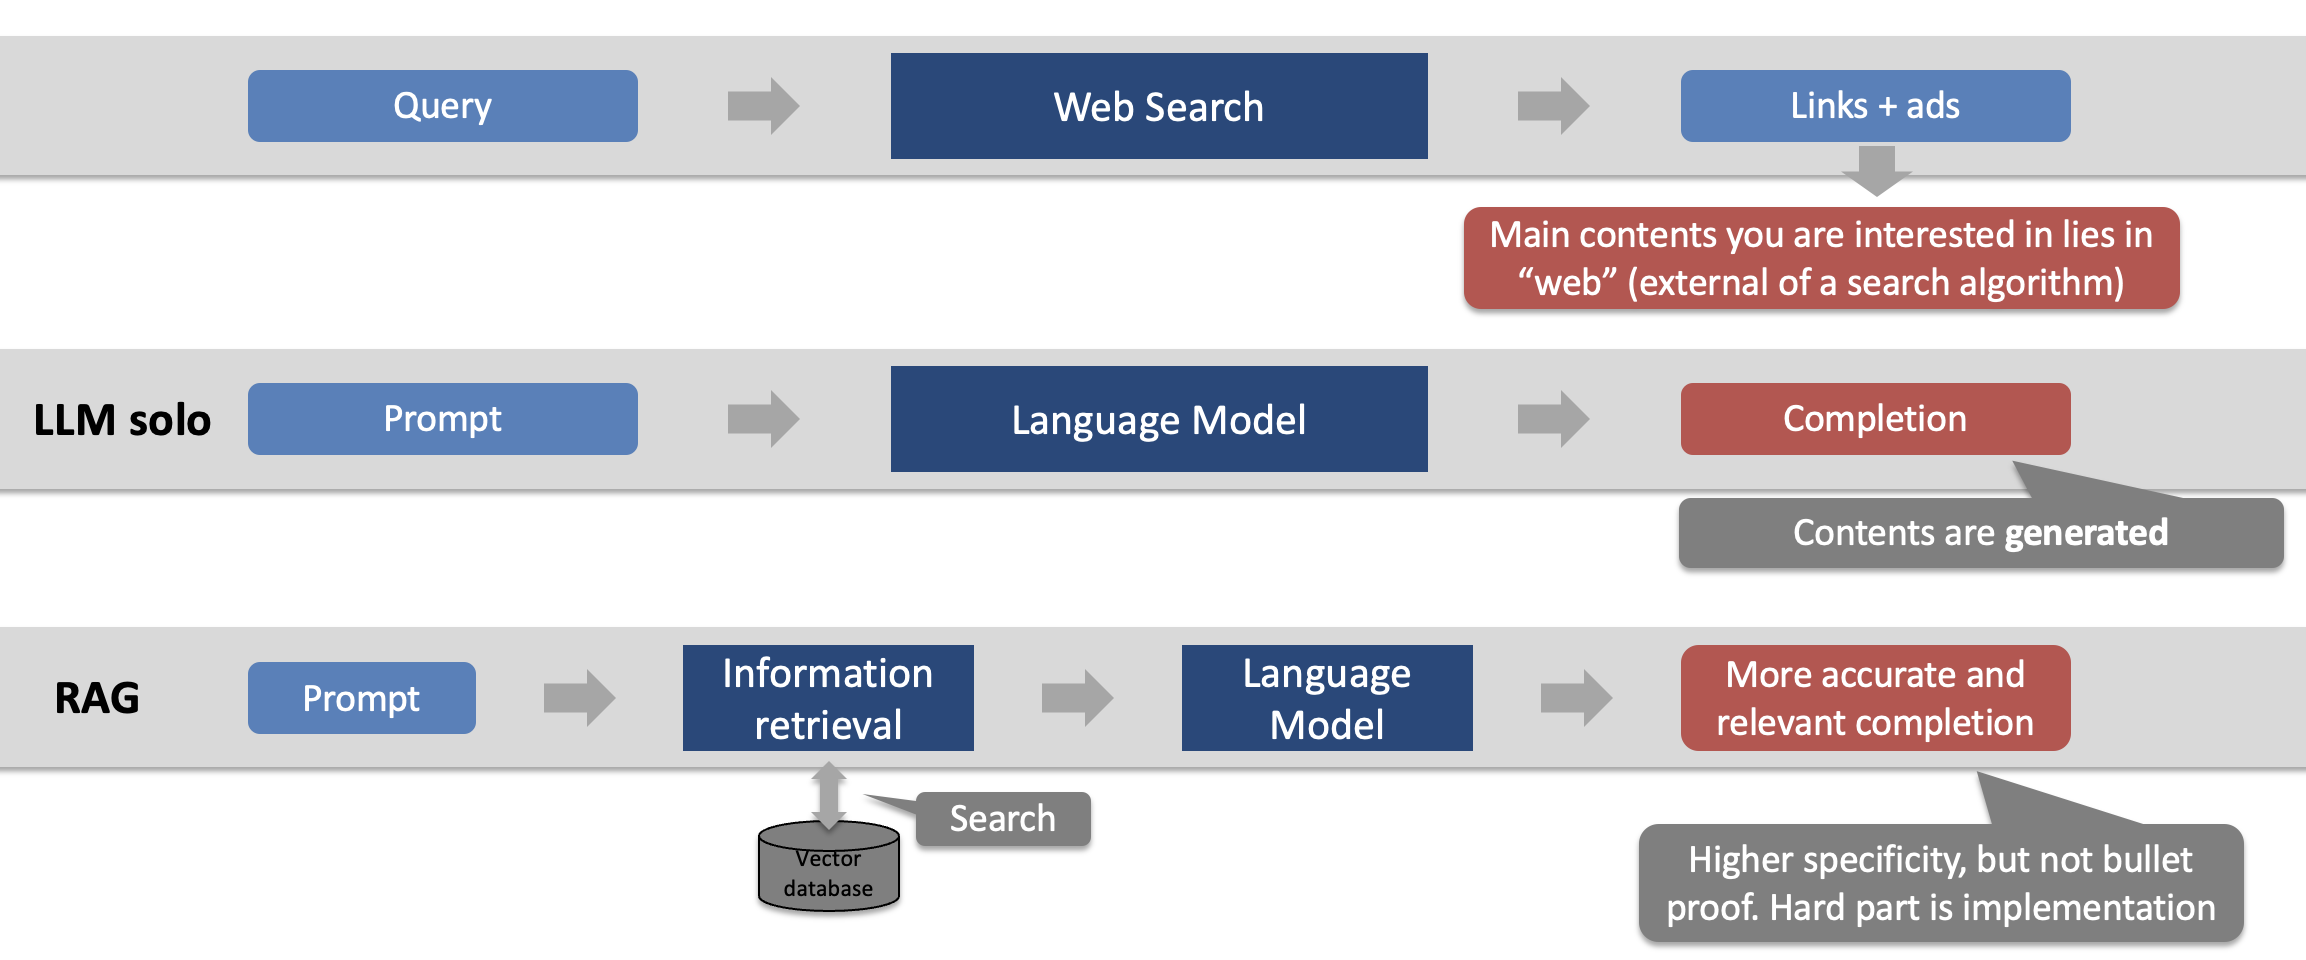 Query
Web Search
Links + ads
Main contents you are interested in lies in
“web” (external of a search algorithm)
LLM solo
Prompt
Language Model
Completion
Contents are generated
RAG
Prompt
Information
retrieval
Language
Model
More accurate and
relevant completion
Search
Vector
database
Higher specificity, but not bullet
proof. Hard part is implementation